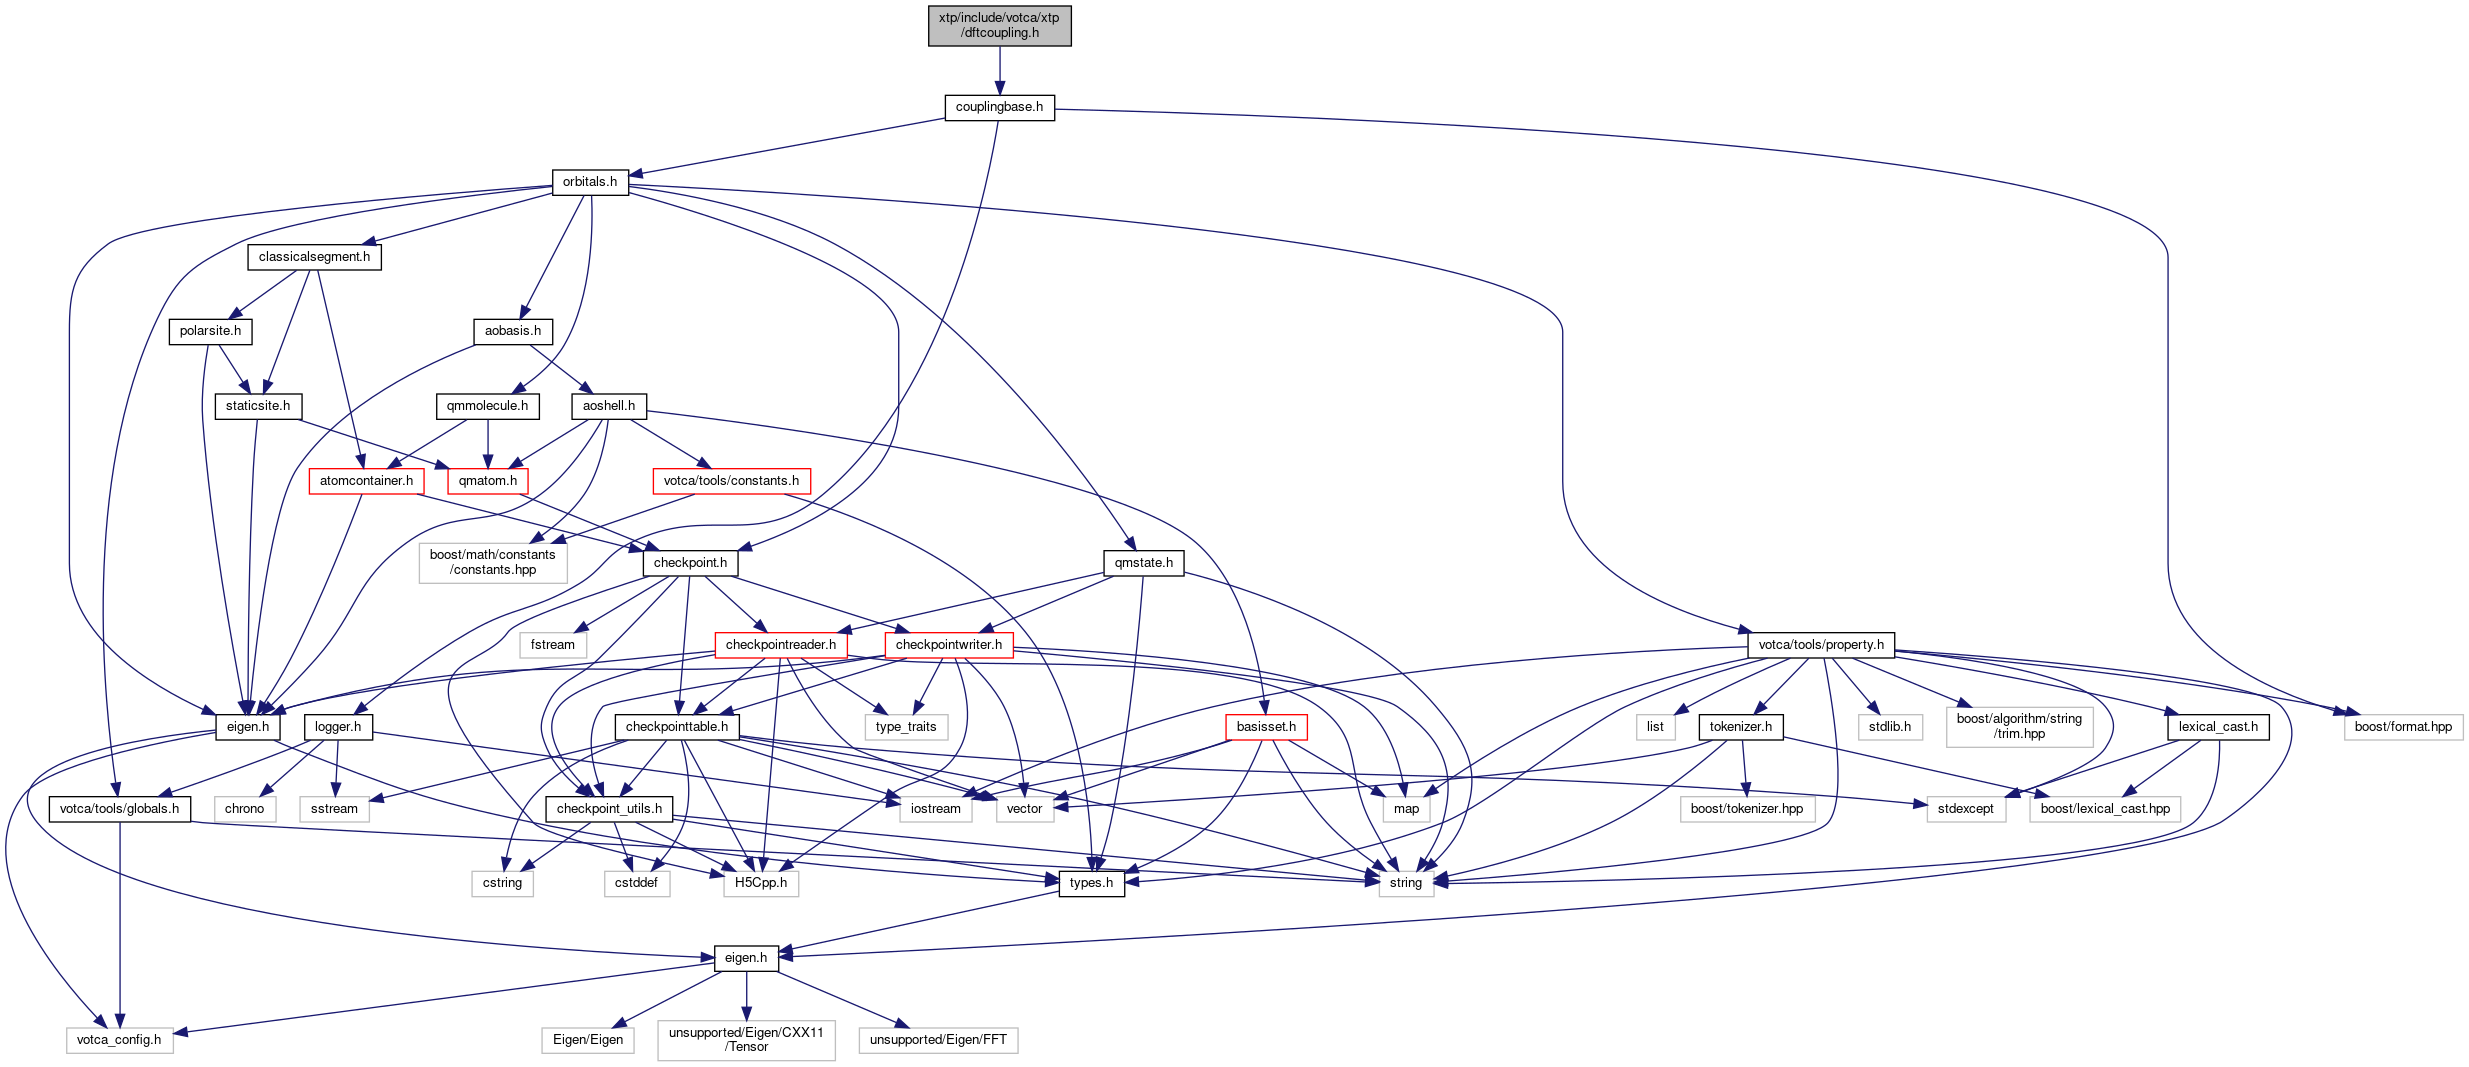 xtp/include/votca/xtp
/dftcoupling.h
couplingbase.h
orbitals.h
classicalsegment.h
polarsite.h
aobasis.h
staticsite.h
qmmolecule.h
aoshell.h
atomcontainer.h
qmatom.h
votca/tools/constants.h
boost/math/constants
/constants.hpp
checkpoint.h
qmstate.h
fstream
checkpointreader.h
checkpointwriter.h
votca/tools/property.h
eigen.h
logger.h
checkpointtable.h
type_traits
basisset.h
list
tokenizer.h
stdlib.h
boost/algorithm/string
/trim.hpp
lexical_cast.h
boost/format.hpp
votca/tools/globals.h
chrono
sstream
checkpoint_utils.h
iostream
vector
map
boost/tokenizer.hpp
stdexcept
boost/lexical_cast.hpp
cstring
cstddef
H5Cpp.h
types.h
string
eigen.h
votca_config.h
Eigen/Eigen
unsupported/Eigen/CXX11
/Tensor
unsupported/Eigen/FFT